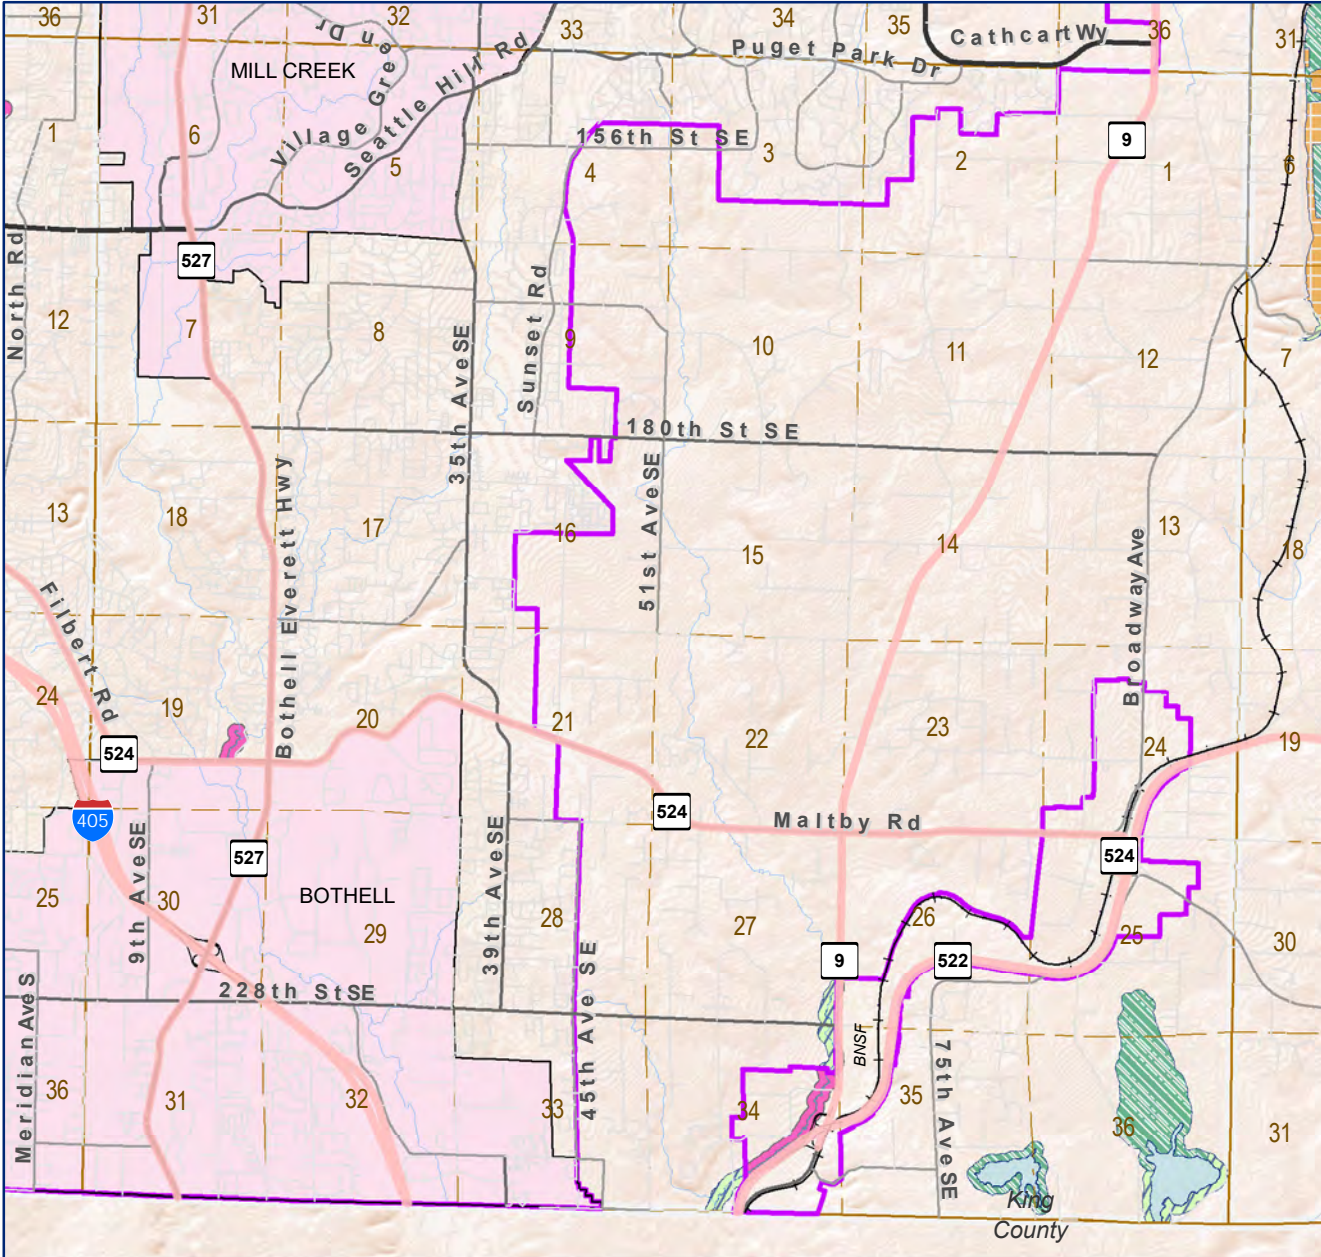 36
31
32
33
34
35
36
31
Cathcart Wy
Puget Park Dr
MILL CREEK
Village Green Dr
Seattle Hill Rd
1
6
5
156th St SE
4
3
2
9
1
6
North Rd
527
12
7
8
35th Ave SE
Sunset Rd
9
10
11
12
7
180th St SE
13
18
Bothell Everett Hwy
17
16
51st Ave SE
15
14
Broadway Ave
13
18
Filbert Rd
24
19
20
21
22
23
24
19
524
405
524
Maltby Rd
524
527
9th Ave SE
BOTHELL
39th Ave SE
25
30
29
28
45th Ave SE
27
26
25
30
9
522
228th St SE
Meridian Ave S
BNSF
75th Ave SE
36
31
32
33
34
35
36
31
King
County